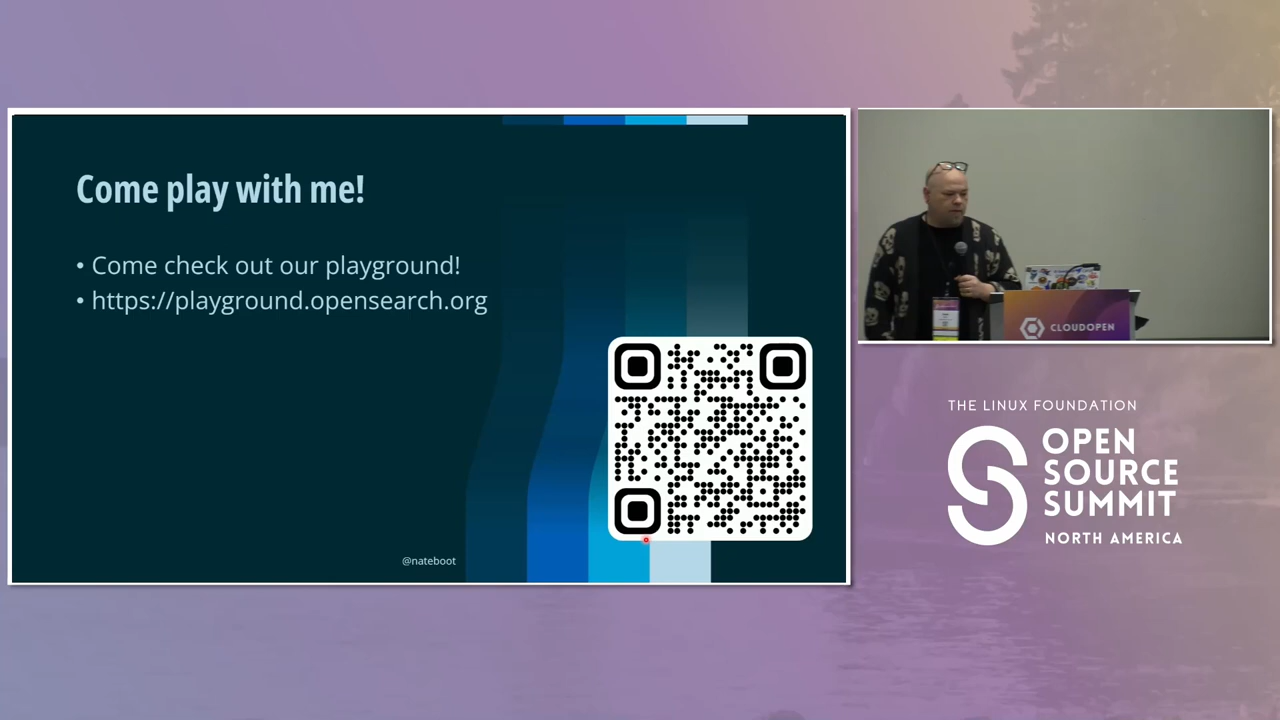 Come play with me!
• Come check out our playground!
• https://playground.opensearch.org
@nateboot
CLOUDOPEN
THE LINUX FOUNDATION
OPEN
SOURCE
SUMMIT
NORTH AMERICA